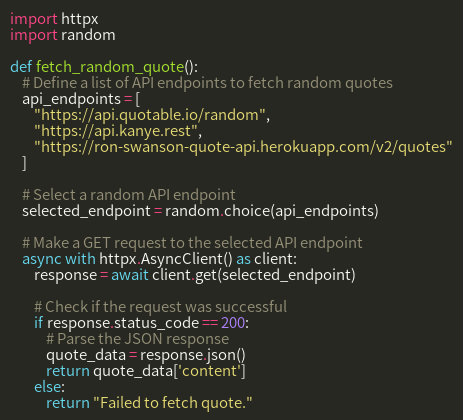 import httpx
import random
def fetch_random_quote():
# Define a list of API endpoints to fetch random quotes
api_endpoints = [
"https://api.quotable.io/random",
"https://api.kanye.rest",
"https://ron-swanson-quote-api.herokuapp.com/v2/quotes"
]
# Select a random API endpoint
selected_endpoint = random.choice(api_endpoints)
# Make a GET request to the selected API endpoint
async with httpx.AsyncClient() as client:
response = await client.get(selected_endpoint)
# Check if the request was successful
if response.status_code == 200:
# Parse the JSON response
quote_data = response.json()
return quote_data['content']
else:
return "Failed to fetch quote."